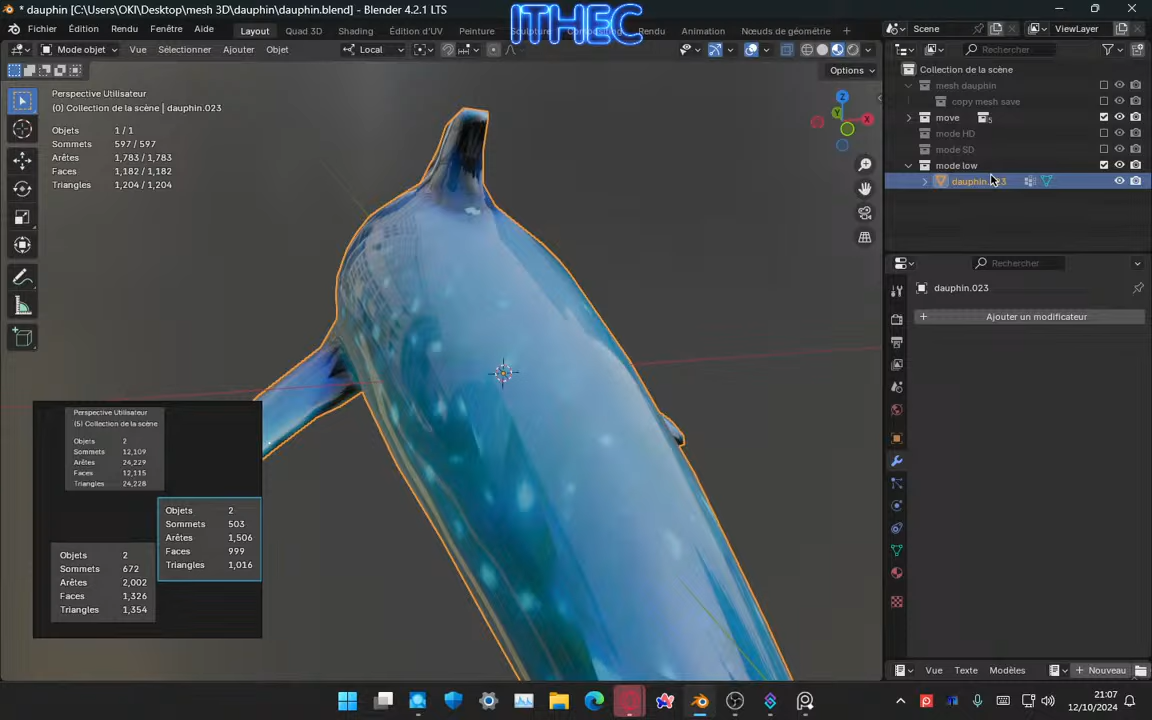 * dauphin [C:\Users\OKI\Desktop\mesh 3D\dauphin\dauphin.blend] - Blender 4.2.1 LTS
ITHEC
Fichier Édition Rendu Fenêtre Aide Layout Quad Shading Édition d'UV Peinture Rendu Animation Nœuds de géométrie + Scene ViewLayer
Mode objet Vue Sélectionner Ajouter Objet Local Rechercher
Options
Perspective Utilisateur
(0) Collection de la scène | dauphin.023
Objets 1 / 1
Sommets 597 / 597
Arêtes 1,783 / 1,783
Faces 1,182 / 1,182
Triangles 1,204 / 1,204
Z
Y
X
Collection de la scène
mesh dauphin
copy mesh save
move 5
mode HD
mode SD
mode low
dauphin.023
Rechercher
dauphin.023
+ Ajouter un modificateur
Perspective Utilisateur
(5) Collection de la scène
Objets 2
Sommets 12,109
Arêtes 24,229
Faces 12,115
Triangles 24,228
Objets 2
Sommets 503
Arêtes 1,506
Faces 999
Triangles 1,016
Objets 2
Sommets 672
Arêtes 2,002
Faces 1,326
Triangles 1,354
Vue Texte Modèles + Nouveau
21:07
12/10/2024